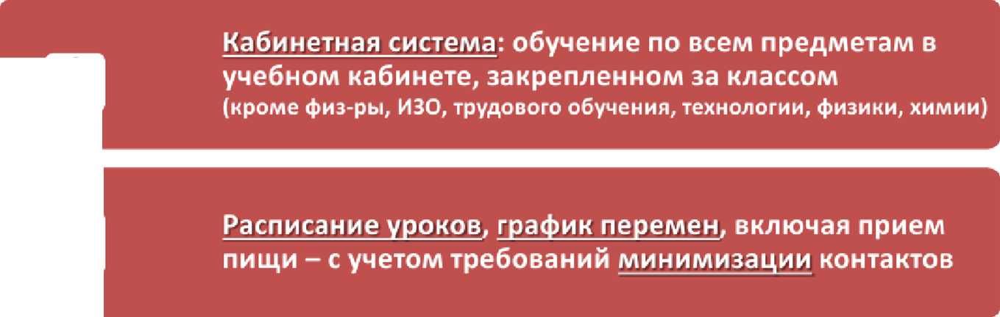 Кабинетная система: обучение по всем предметам в
учебном кабинете, закрепленном за классом
(кроме физ-ры, ИЗО, трудового обучения, технологии, физики, химии)
Расписание уроков, график перемен, включая прием
пищи – с учетом требований минимизации контактов